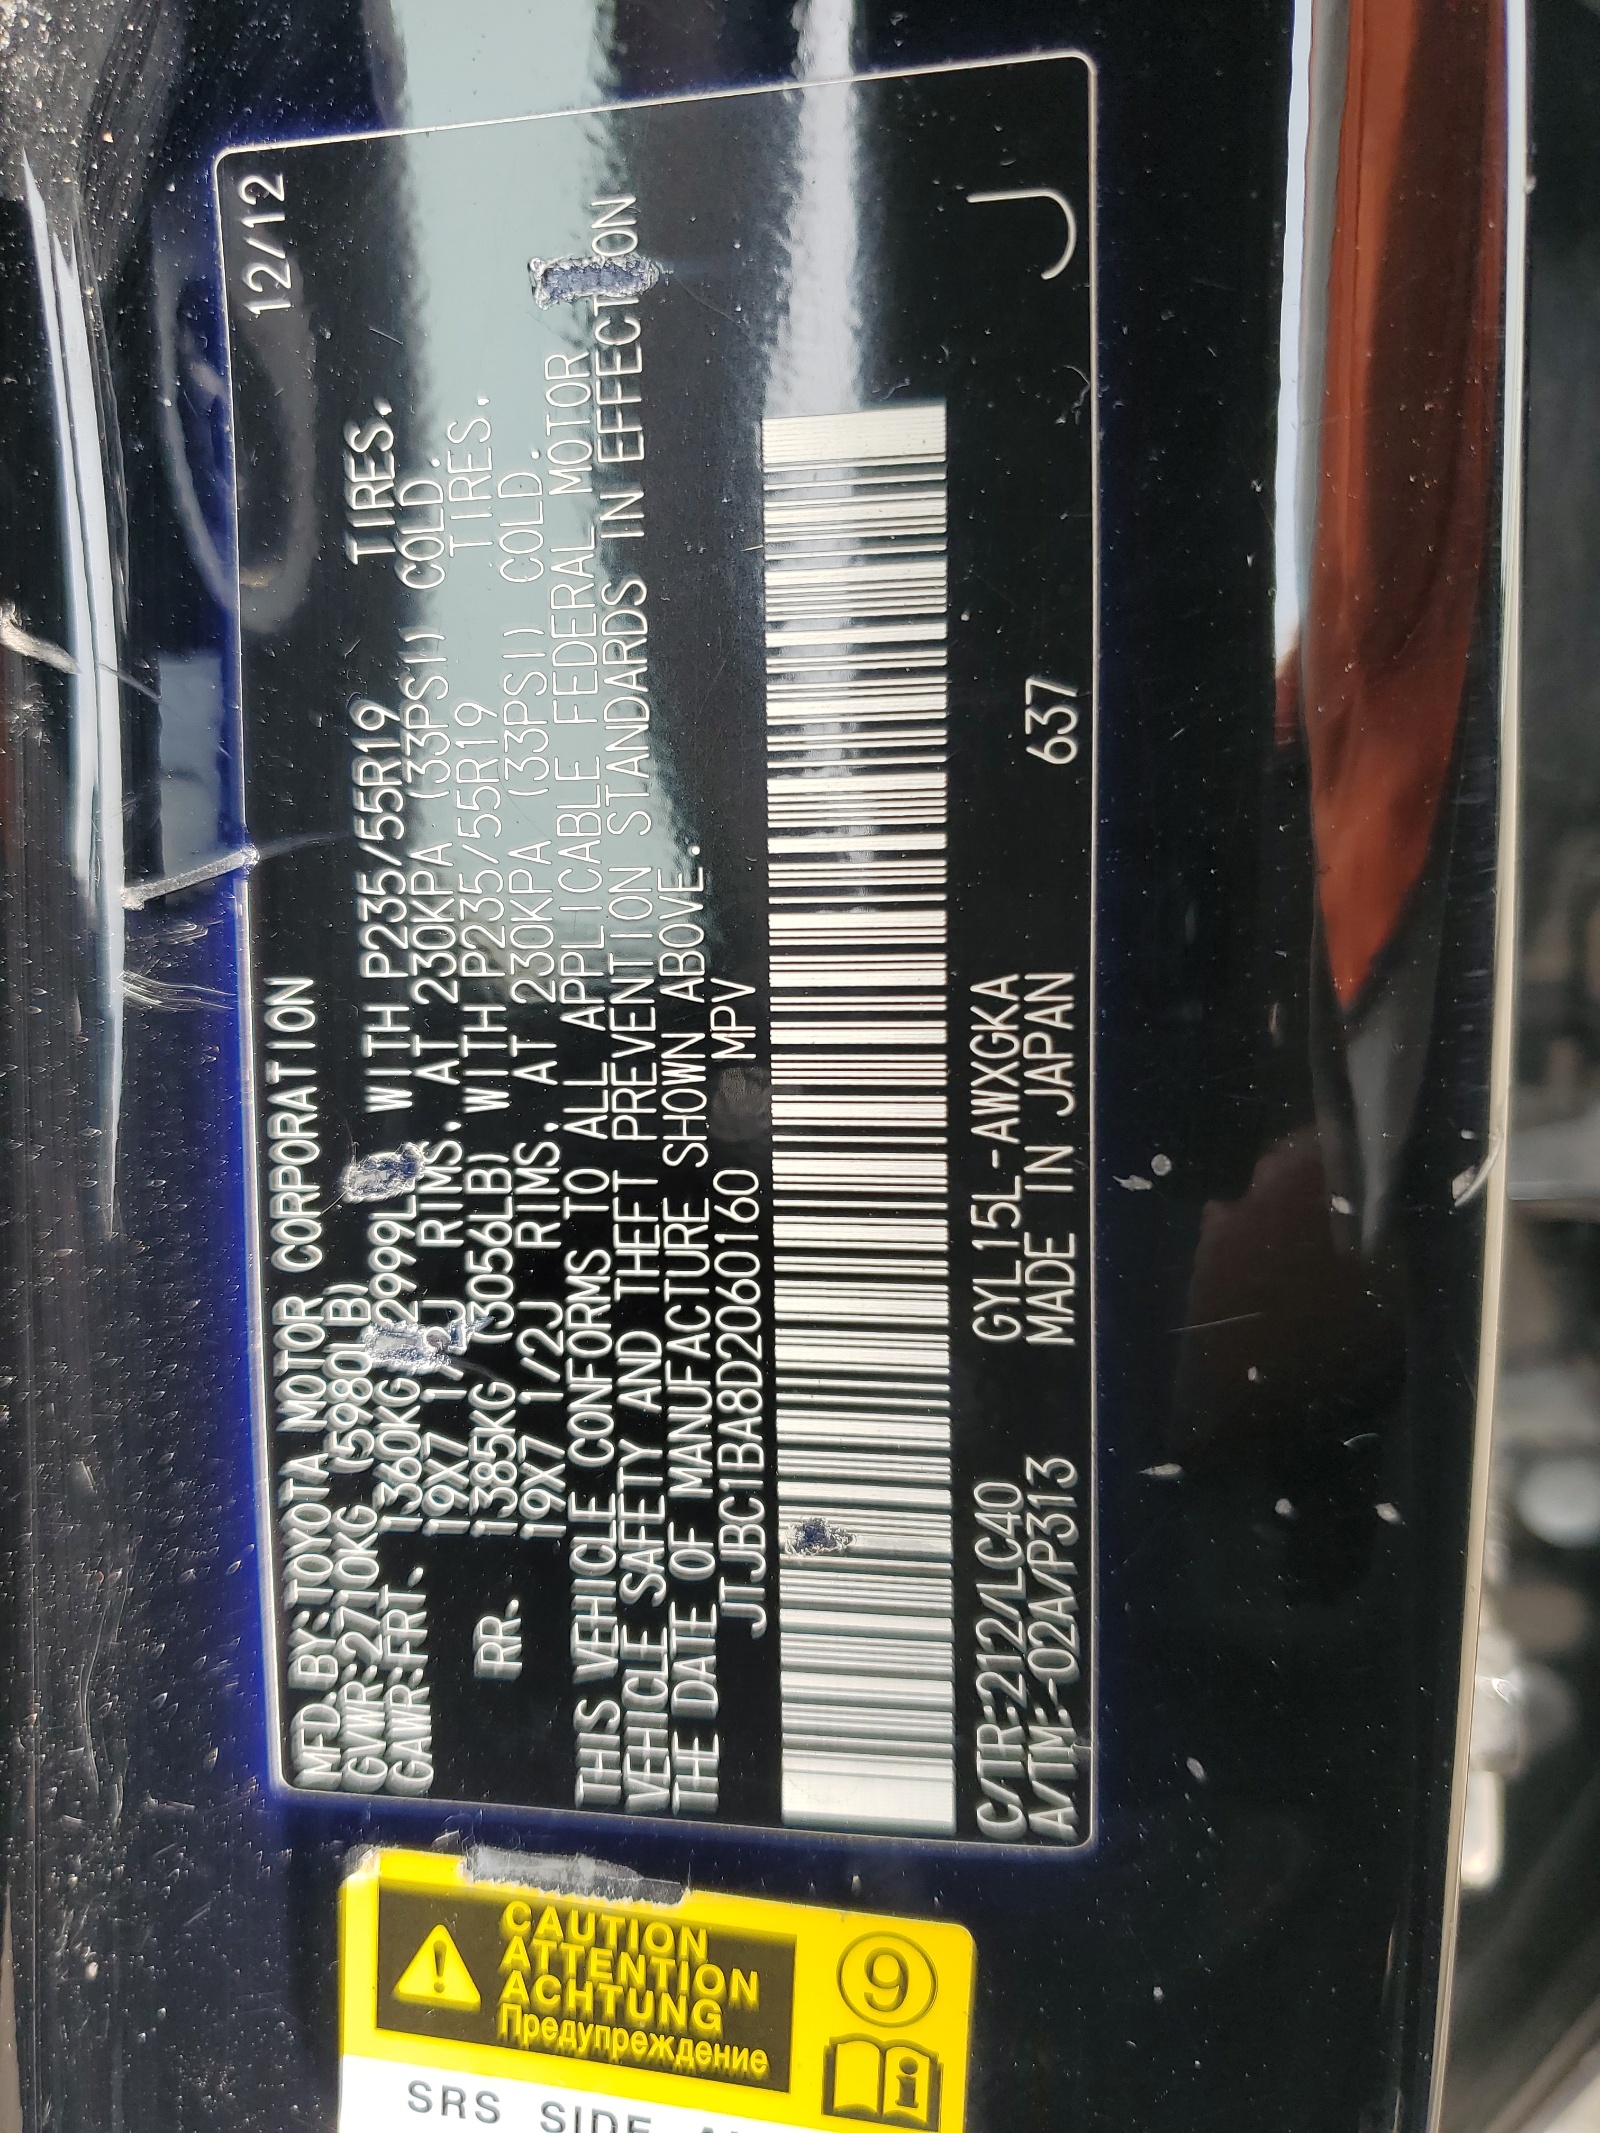 MFD.BY:TOYOTA MOTOR CORPORATION 12/12
GVWR:2710KG (5980LB)
GAWR:FRT. 1360KG 2999L WITH P235/55R19 TIRES.
19X7 1/2J RIMS. AT 230KPA (33PSI) COLD.
RR. 1385KG (3056LB) WITH P235/55R19 TIRES.
19X7 1/2J RIMS. AT 230KPA (33PSI) COLD.
THIS VEHICLE CONFORMS TO ALL APPLICABLE FEDERAL MOTOR
VEHICLE SAFETY AND THEFT PREVENTION STANDARDS IN EFFECT ON
THE DATE OF MANUFACTURE SHOWN ABOVE.
JTJBC1BA8D2060160 MPV
C/TR:212/LC40 GYL15L-AWXGKA
A/TM:-02A/P313 MADE IN JAPAN 637 J
CAUTION
ATTENTION
ACHTUNG
Предупреждение
9
i
SRS SIDE